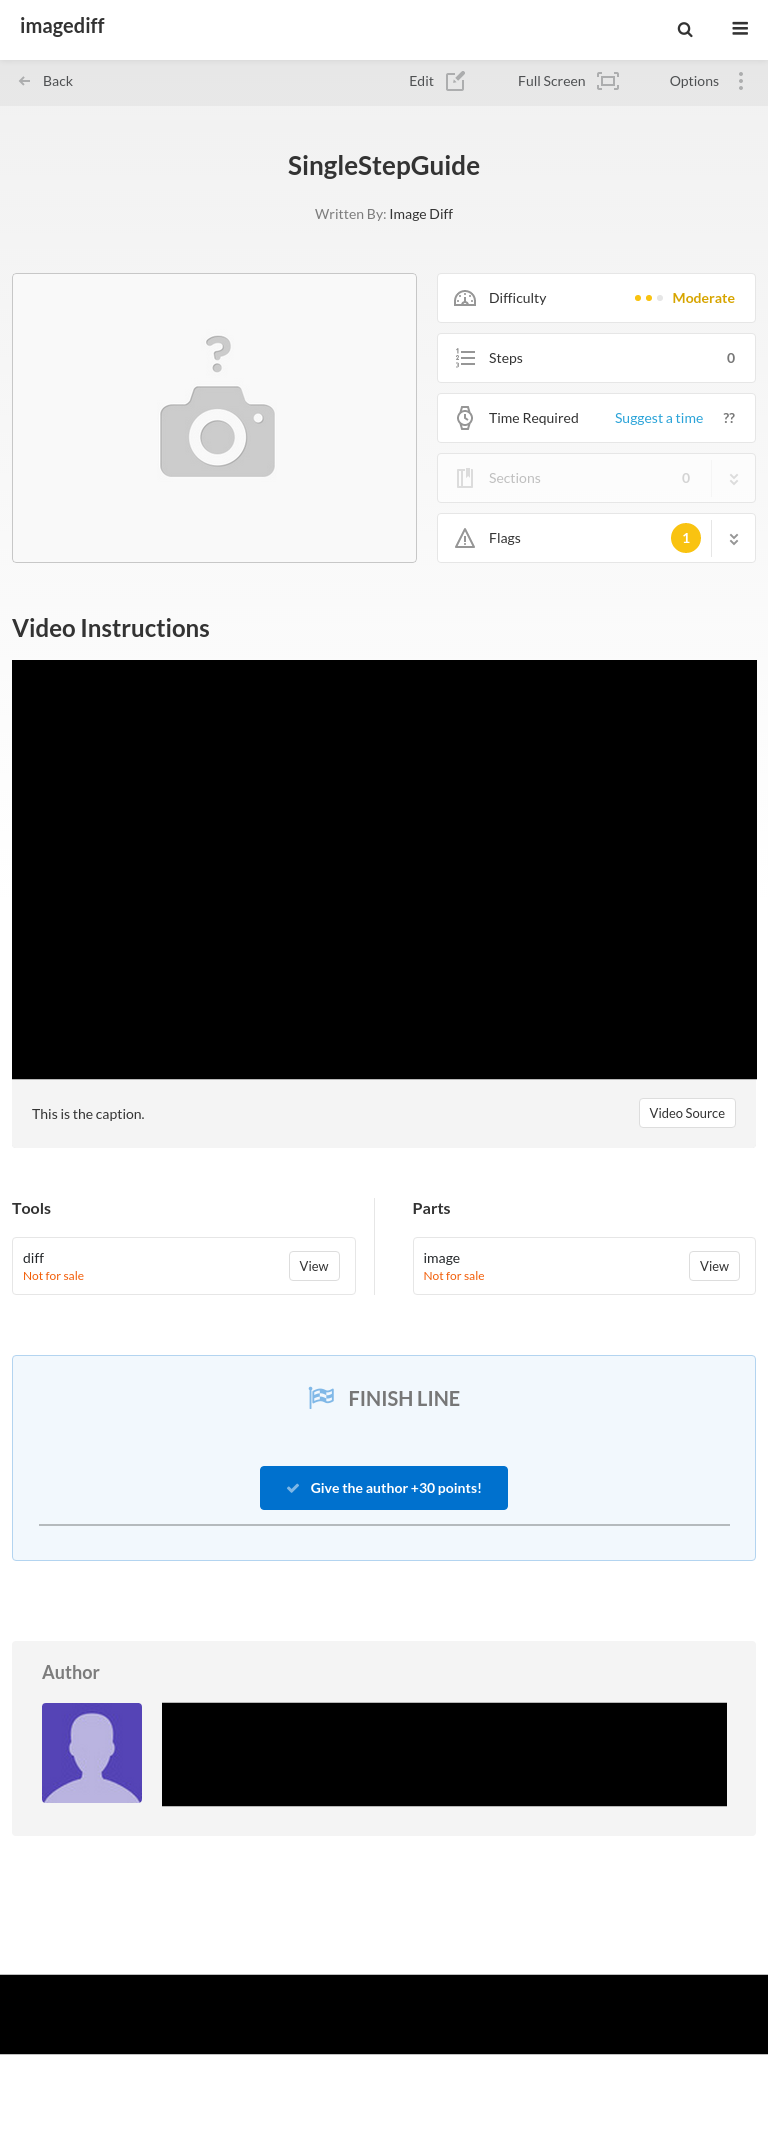 imagediff
Back
Edit
Full Screen
Options
SingleStepGuide
Written By: Image Diff
Difficulty
Moderate
Steps
0
Time Required
Suggest a time
??
Sections
0
Flags
1
Video Instructions
This is the caption.
Video Source
Tools
diff
Not for sale
View
Parts
image
Not for sale
View
FINISH LINE
Give the author +30 points!
Author